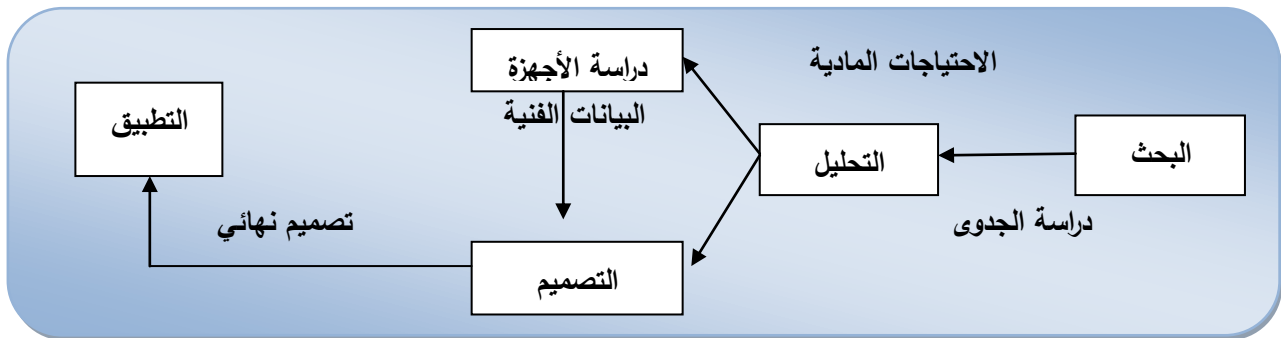 الاحتياجات المادية
دراسة الأجهزة
البيانات الفنية
التطبيق
البحث
التحليل
دراسة الجدوى
تصميم نهائي
التصميم